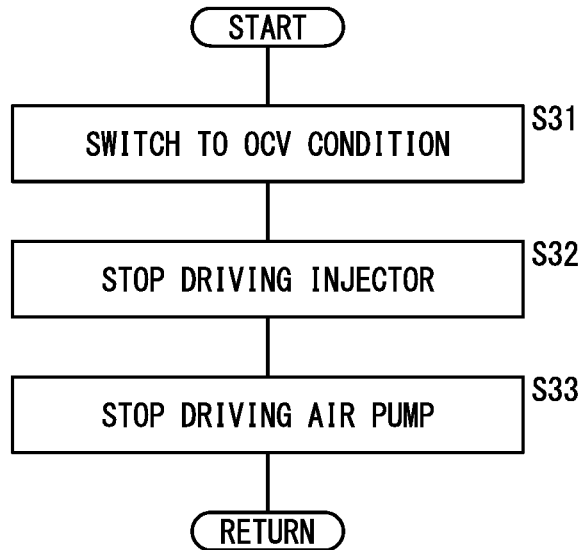 START
S31
SWITCH TO OCV CONDITION
S32
STOP DRIVING INJECTOR
S33
STOP DRIVING AIR PUMP
RETURN